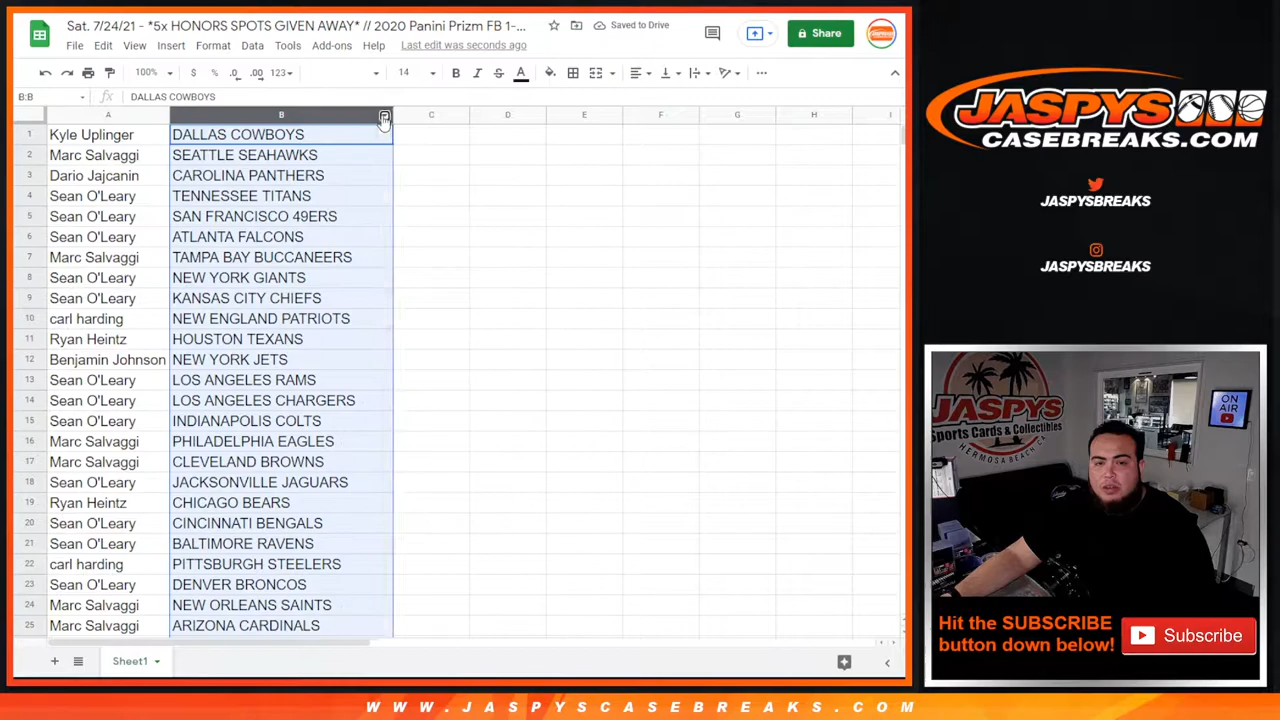 Sat. 7/24/21 - *5x HONORS SPOTS GIVEN AWAY* // 2020 Panini Prizm FB 1-...
Saved to Drive
Share
File Edit View Insert Format Data Tools Add-ons Help Last edit was seconds ago
100% $ % .0 .00 123 14 B I S A
B:B fx DALLAS COWBOYS
A B C D E F G H I
1 Kyle Uplinger DALLAS COWBOYS
2 Marc Salvaggi SEATTLE SEAHAWKS
3 Dario Jajcanin CAROLINA PANTHERS
4 Sean O'Leary TENNESSEE TITANS
5 Sean O'Leary SAN FRANCISCO 49ERS
6 Sean O'Leary ATLANTA FALCONS
7 Marc Salvaggi TAMPA BAY BUCCANEERS
8 Sean O'Leary NEW YORK GIANTS
9 Sean O'Leary KANSAS CITY CHIEFS
10 carl harding NEW ENGLAND PATRIOTS
11 Ryan Heintz HOUSTON TEXANS
12 Benjamin Johnson NEW YORK JETS
13 Sean O'Leary LOS ANGELES RAMS
14 Sean O'Leary LOS ANGELES CHARGERS
15 Sean O'Leary INDIANAPOLIS COLTS
16 Marc Salvaggi PHILADELPHIA EAGLES
17 Marc Salvaggi CLEVELAND BROWNS
18 Sean O'Leary JACKSONVILLE JAGUARS
19 Ryan Heintz CHICAGO BEARS
20 Sean O'Leary CINCINNATI BENGALS
21 Sean O'Leary BALTIMORE RAVENS
22 carl harding PITTSBURGH STEELERS
23 Sean O'Leary DENVER BRONCOS
24 Marc Salvaggi NEW ORLEANS SAINTS
25 Marc Salvaggi ARIZONA CARDINALS
Sheet1
JASPYS
CASEBREAKS.COM
JASPYSBREAKS
JASPYSBREAKS
JASPYS
Sports Cards & Collectibles
HERMOSA BEACH CA
ON
AIR
Hit the SUBSCRIBE
button down below!
Subscribe
WWW.JASPYSCASEBREAKS.COM